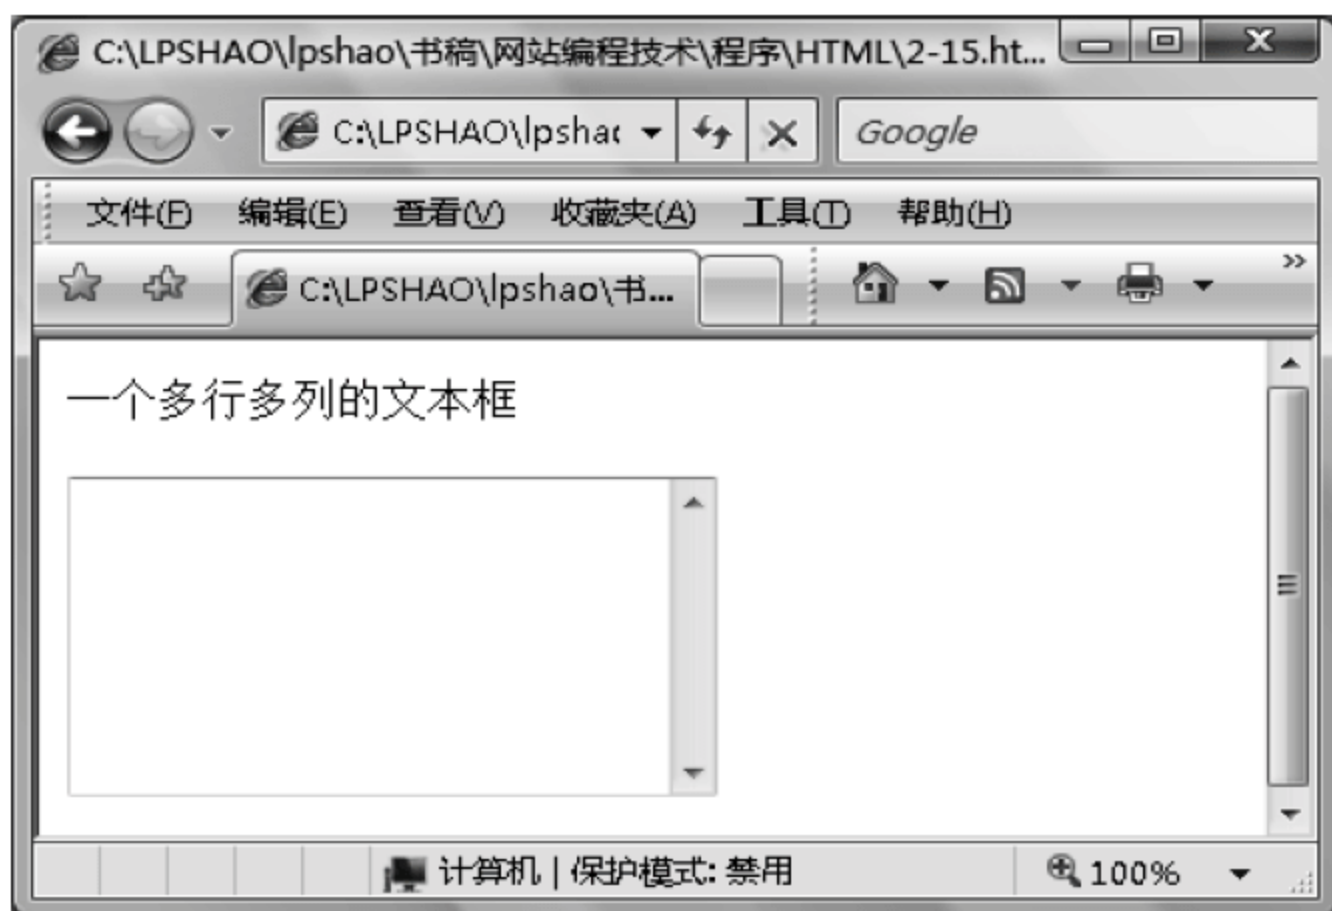 C:\LPSHAO\lpshao\书稿\网站编程技术\程序\HTML\2-15.ht...
C:\LPSHAO\lpshac
Google
文件(F) 编辑(E) 查看(V) 收藏夹(A) 工具(T) 帮助(H)
C:\LPSHAO\lpshao\书...
一个多行多列的文本框
计算机 | 保护模式: 禁用
100%